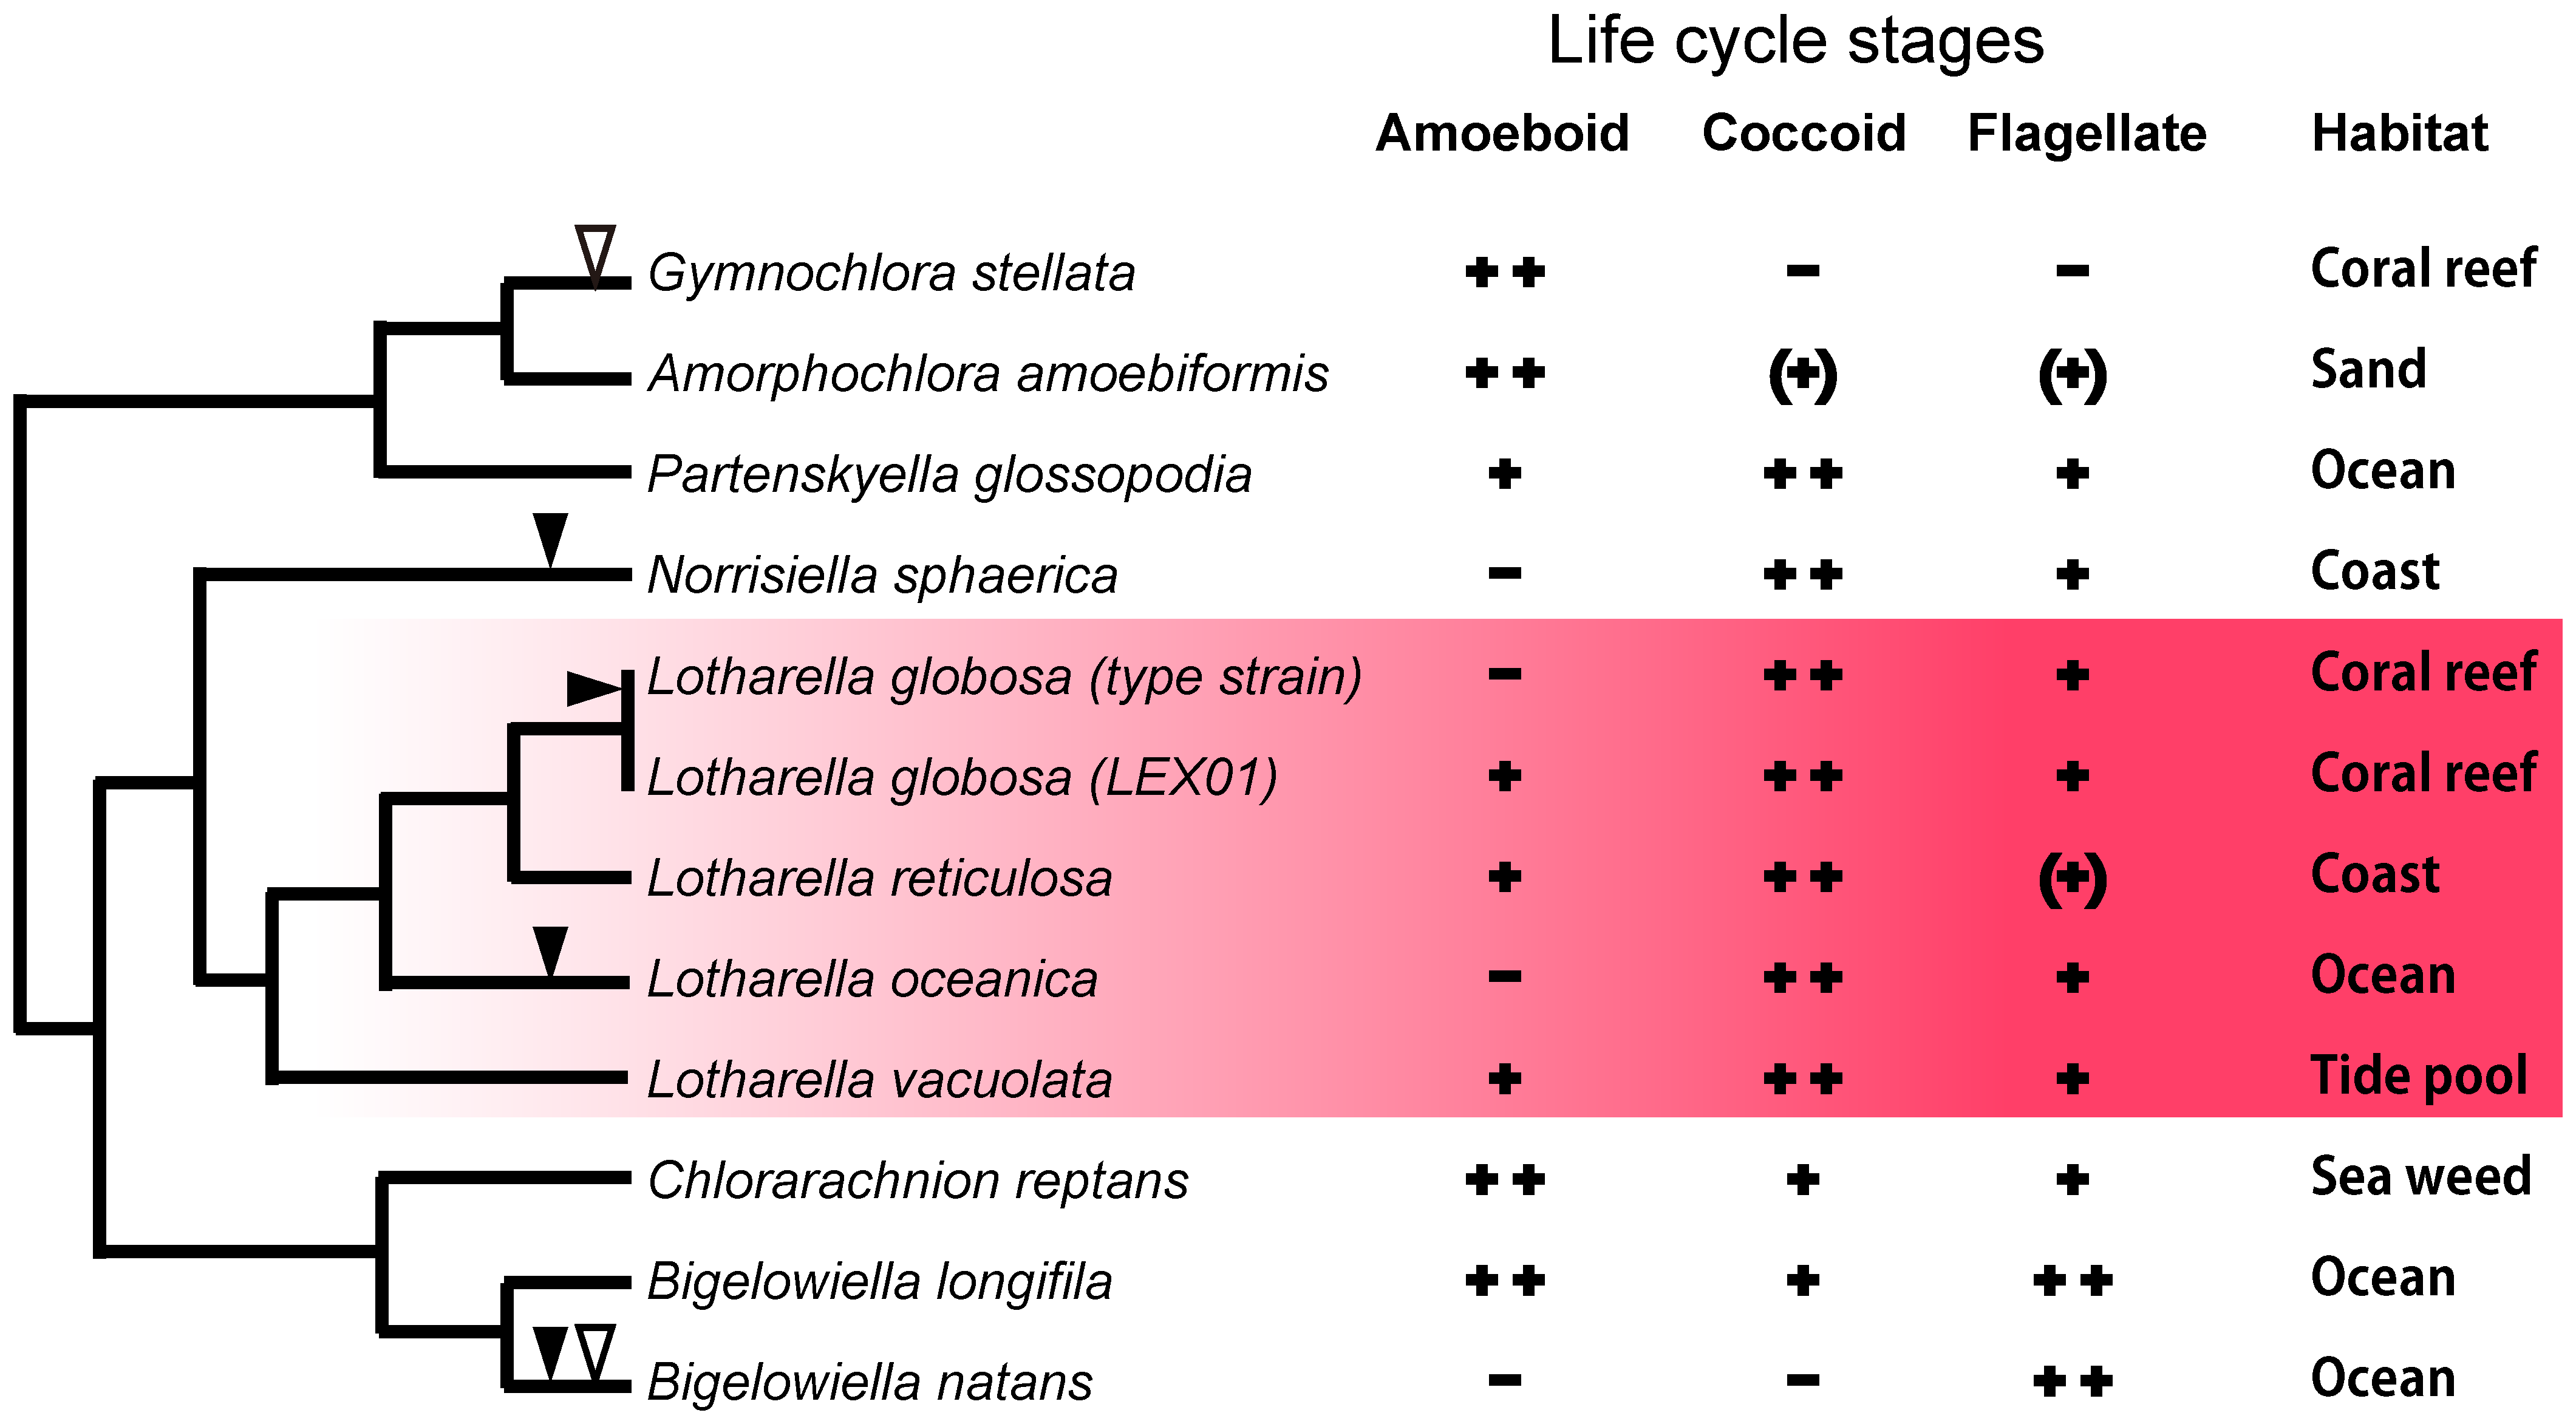 Life cycle stages
Amoeboid Coccoid Flagellate Habitat
Gymnochlora stellata ++ − − Coral reef
Amorphochlora amoebiformis ++ (+) (+) Sand
Partenskyella glossopodia + ++ + Ocean
Norrisiella sphaerica − ++ + Coast
Lotharella globosa (type strain) − ++ + Coral reef
Lotharella globosa (LEX01) + ++ + Coral reef
Lotharella reticulosa + ++ (+) Coast
Lotharella oceanica − ++ + Ocean
Lotharella vacuolata + ++ + Tide pool
Chlorarachnion reptans ++ + + Sea weed
Bigelowiella longifila ++ + ++ Ocean
Bigelowiella natans − − ++ Ocean